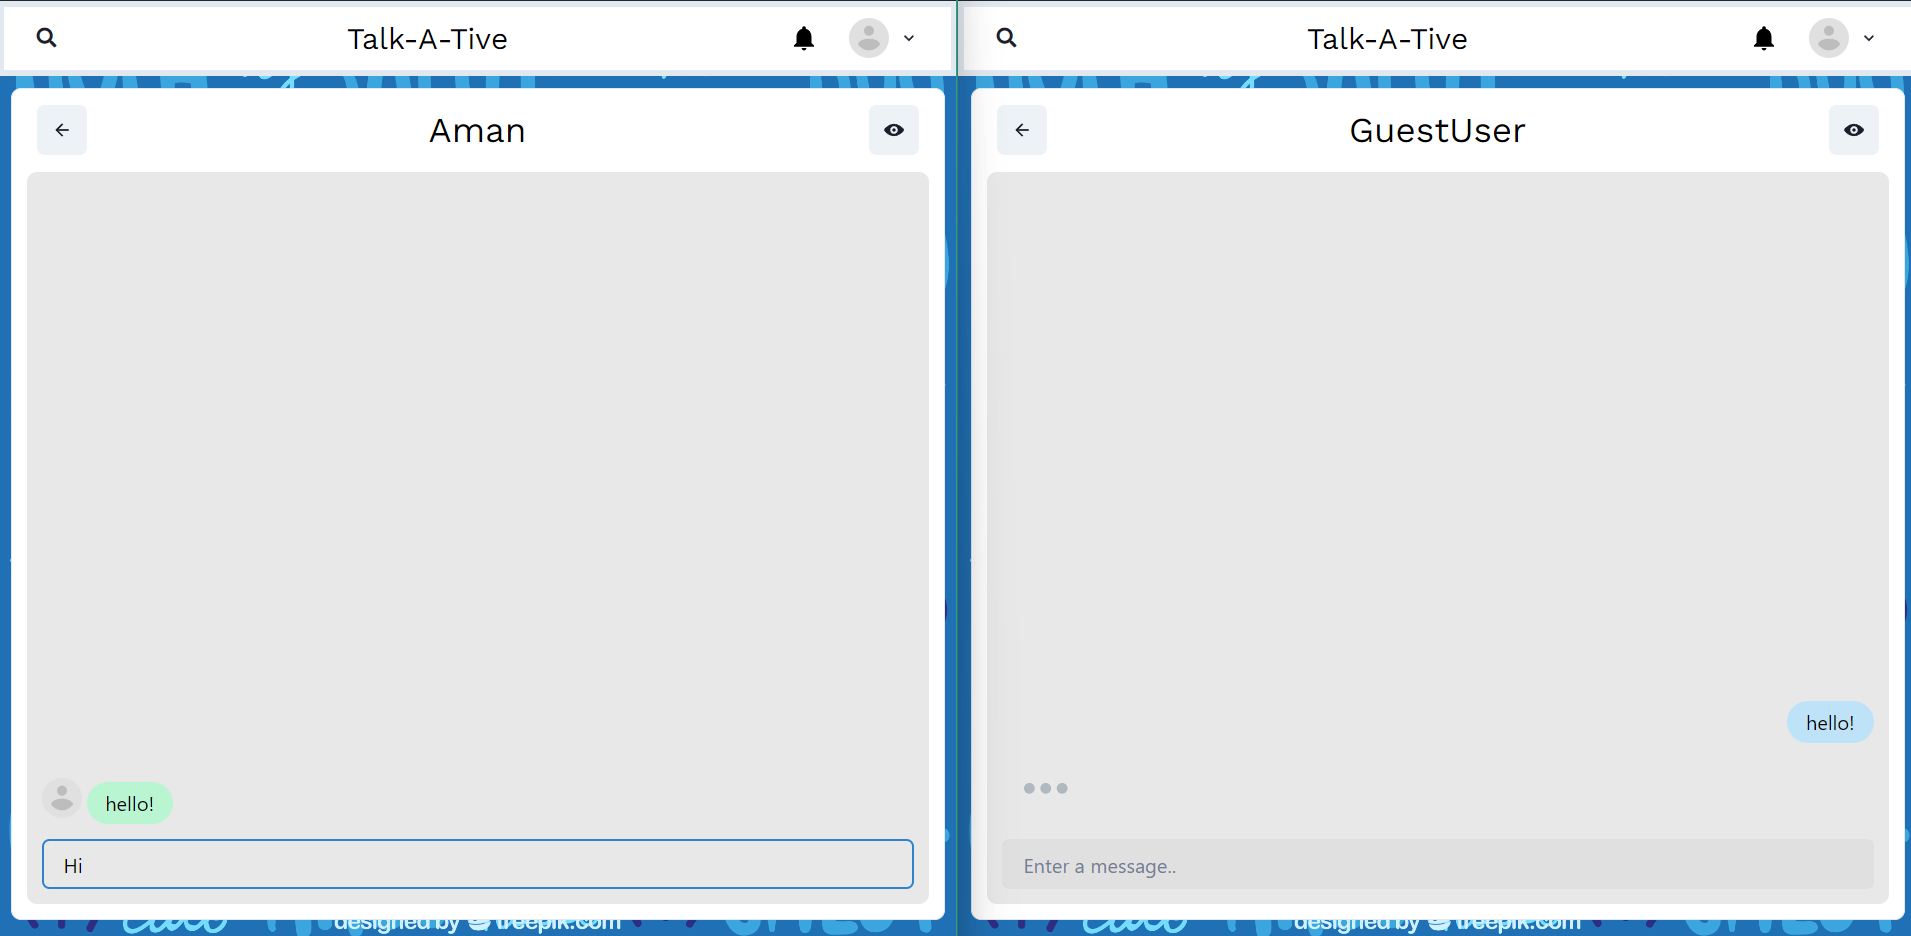 Talk-A-Tive
Aman
hello!
Hi
designed by freepik.com
Talk-A-Tive
GuestUser
hello!
Enter a message..
designed by freepik.com